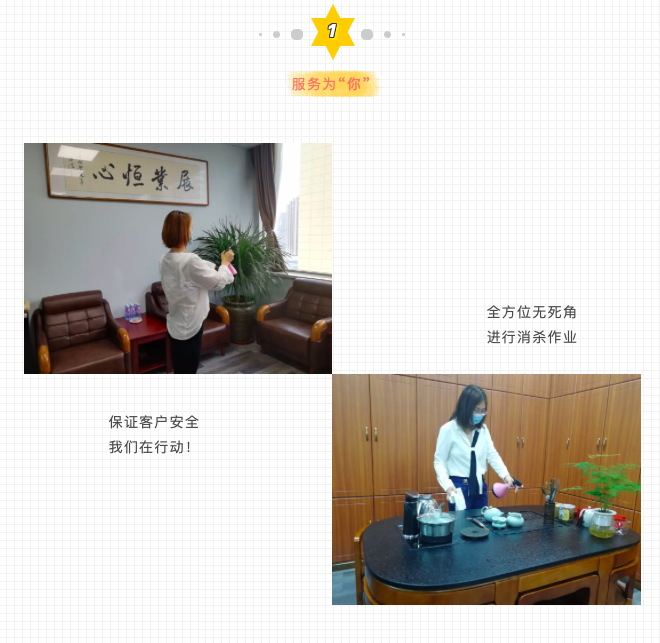 1
服务为“你”
展業恒心
全方位无死角
进行消杀作业
保证客户安全
我们在行动！